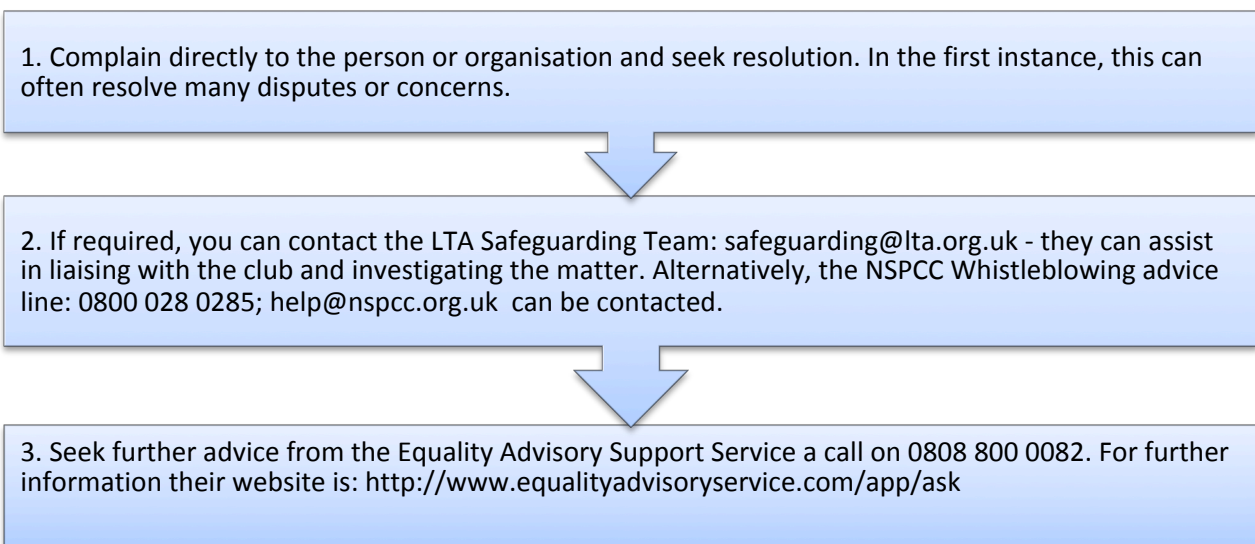 1. Complain directly to the person or organisation and seek resolution. In the first instance, this can
often resolve many disputes or concerns.
2. If required, you can contact the LTA Safeguarding Team: safeguarding@lta.org.uk - they can assist
in liaising with the club and investigating the matter. Alternatively, the NSPCC Whistleblowing advice
line: 0800 028 0285; help@nspcc.org.uk  can be contacted.
3. Seek further advice from the Equality Advisory Support Service a call on 0808 800 0082. For further
information their website is: http://www.equalityadvisoryservice.com/app/ask